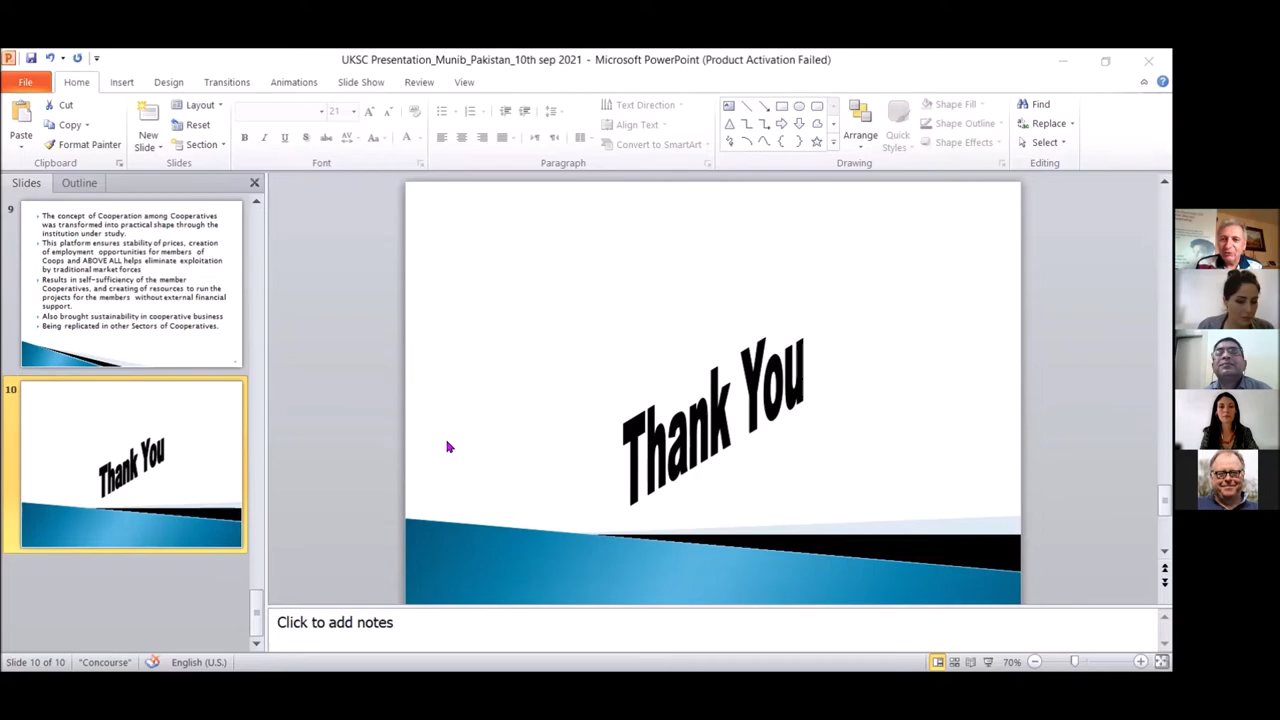 UKSC Presentation_Munib_Pakistan_10th sep 2021 - Microsoft PowerPoint (Product Activation Failed)
File Home Insert Design Transitions Animations Slide Show Review View
Paste
Cut
Copy
Format Painter
Clipboard
New
Slide
Layout
Reset
Section
Slides
21
Font
Paragraph
Text Direction
Align Text
Convert to SmartArt
Arrange
Quick
Styles
Shape Fill
Shape Outline
Shape Effects
Drawing
Find
Replace
Select
Editing
Slides Outline
9
The concept of Cooperation among Cooperatives
was transformed into practical shape through the
institution under study.
This platform ensures stability of prices, creation
of employment opportunities for members of
Coops and ABOVE ALL helps eliminate exploitation
by traditional market forces
Results in self-sufficiency of the member
Cooperatives, and creating of resources to run the
projects for the members without external financial
support.
Also brought sustainability in cooperative business
Being replicated in other Sectors of Cooperatives.
10
Thank You
Thank You
Click to add notes
Slide 10 of 10 "Concourse" English (U.S.) 70%